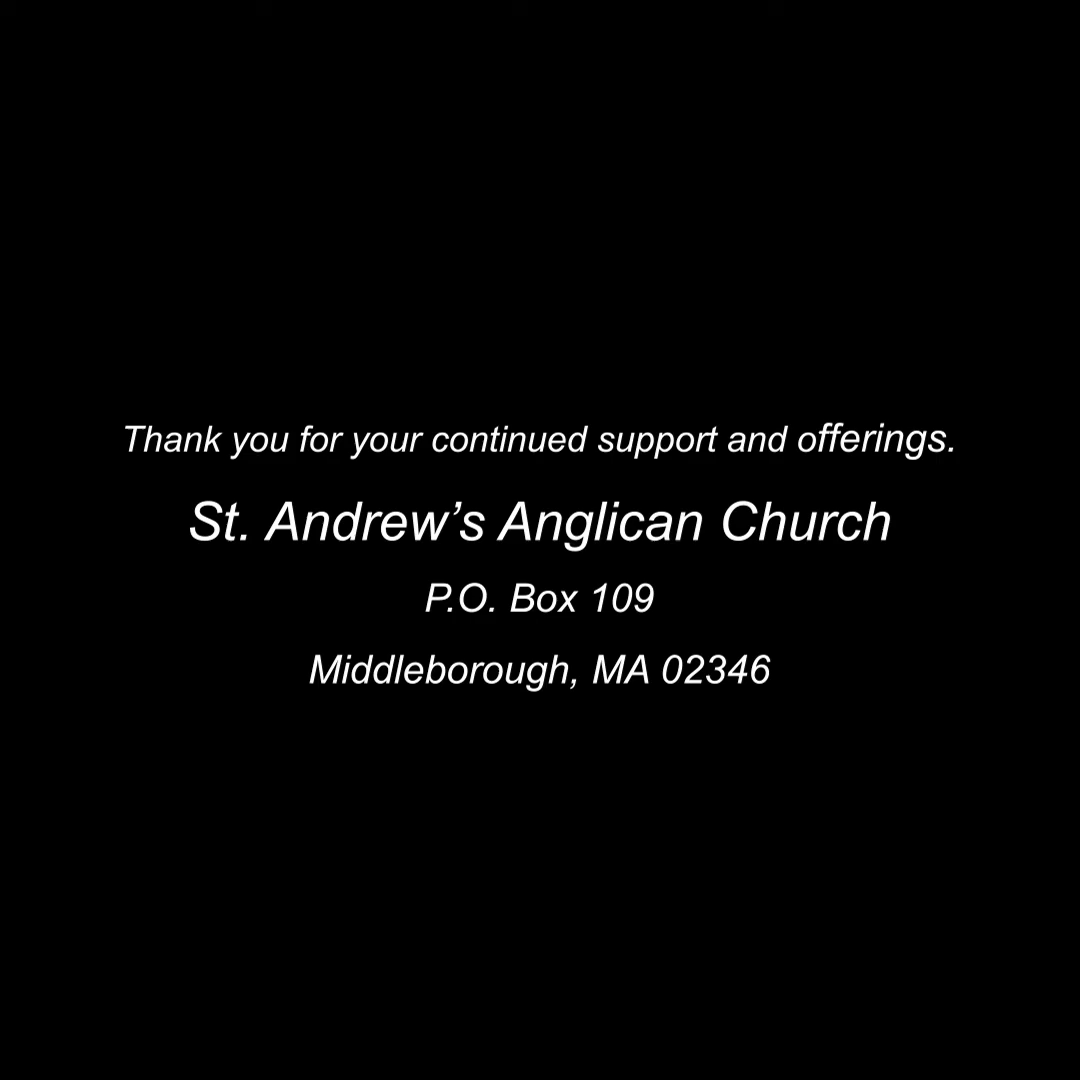 Thank you for your continued support and offerings.
St. Andrew’s Anglican Church
P.O. Box 109
Middleborough, MA 02346